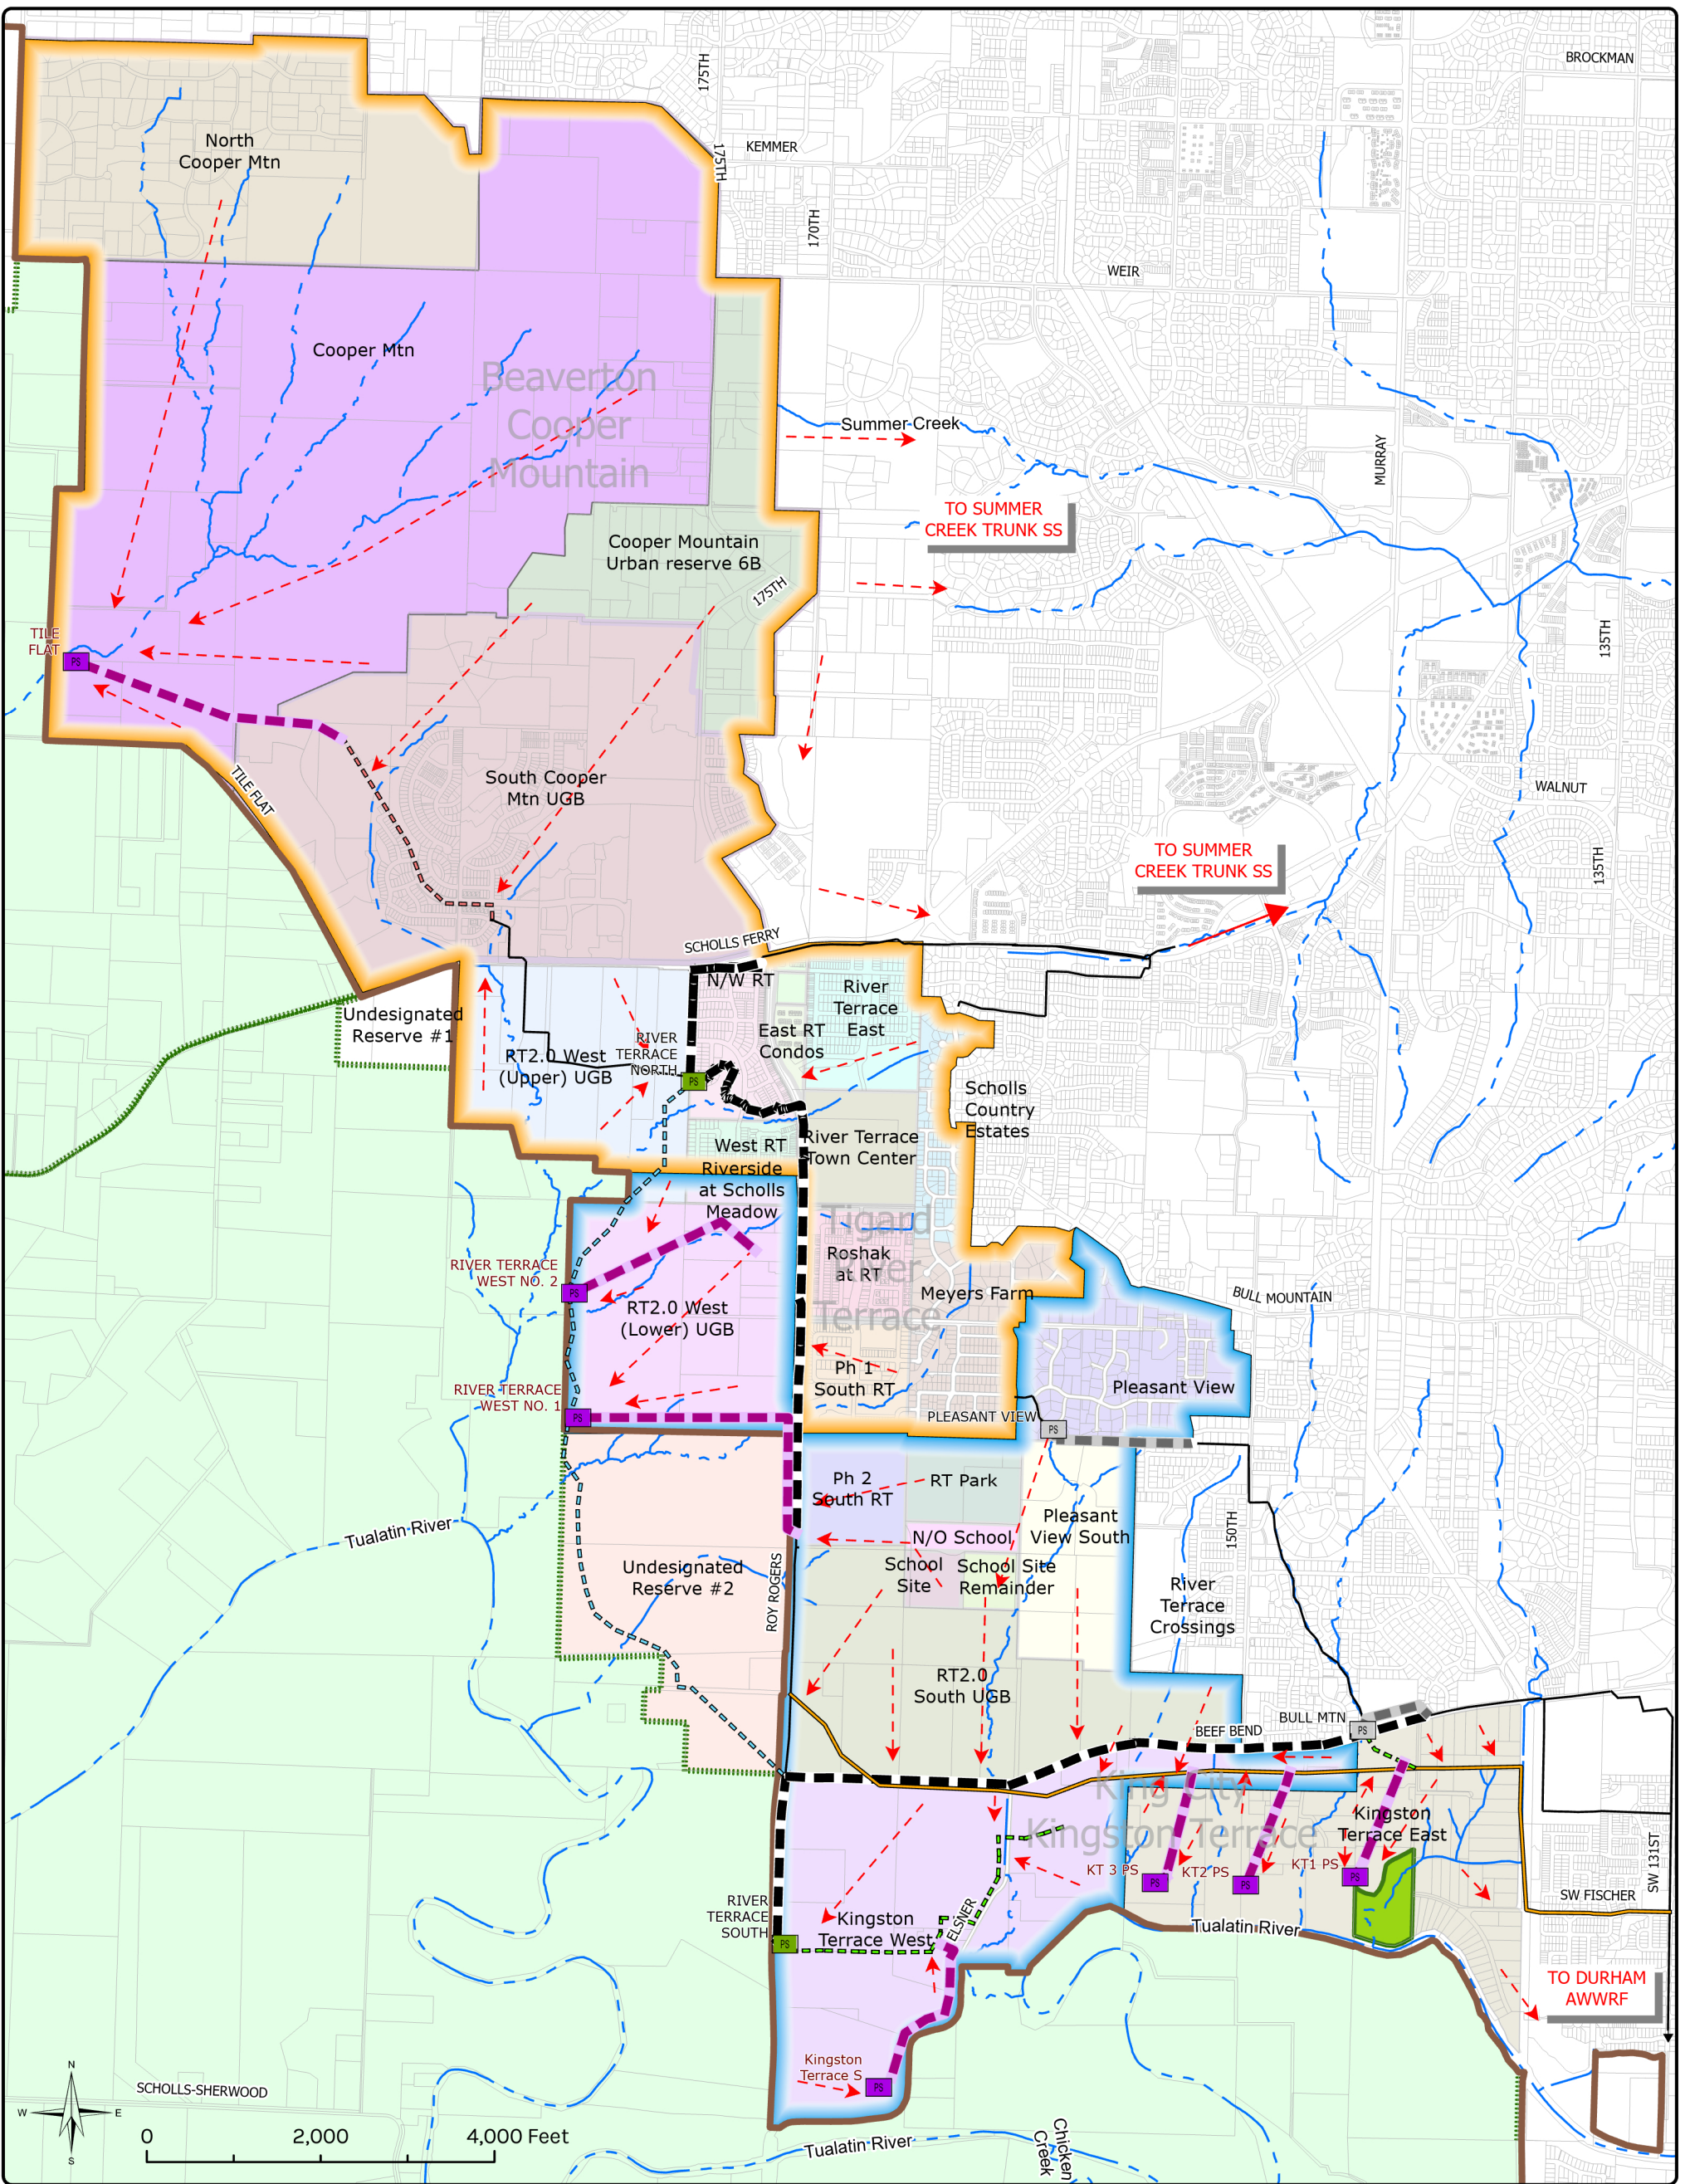 BROCKMAN
175TH
KEMMER
175TH
North
Cooper Mtn
170TH
WEIR
Cooper Mtn
Beaverton
Cooper
Mountain
Summer Creek
MURRAY
TO SUMMER
CREEK TRUNK SS
Cooper Mountain
Urban reserve 6B
175TH
135TH
TILE
FLAT
PS
TILE FLAT
South Cooper
Mtn UGB
WALNUT
135TH
TO SUMMER
CREEK TRUNK SS
SCHOLLS FERRY
N/W RT
River
Terrace
East
Undesignated
Reserve #1
East RT
Condos
RIVER
TERRACE
NORTH
PS
RT2.0 West
(Upper) UGB
Scholls
Country
Estates
West RT
River Terrace
Town Center
Riverside
at Scholls
Meadow
Tigard
River
Terrace
Roshak
at RT
RIVER TERRACE
WEST NO. 2
PS
Meyers Farm
BULL MOUNTAIN
RT2.0 West
(Lower) UGB
Ph 1
South RT
Pleasant View
RIVER TERRACE
WEST NO. 1
PS
PLEASANT VIEW
PS
Ph 2
South RT
RT Park
Pleasant
View South
N/O School
150TH
Tualatin River
School
Site
School Site
Remainder
Undesignated
Reserve #2
ROY ROGERS
River
Terrace
Crossings
RT2.0
South UGB
BULL MTN
PS
BEEF BEND
King City
Kingston Terrace
Kingston
Terrace East
KT 3 PS
PS
KT2 PS
PS
KT1 PS
PS
SW 131ST
SW FISCHER
RIVER
TERRACE
SOUTH
PS
Kingston
Terrace West
ELSNER
Tualatin River
TO DURHAM
AWWRF
Kingston
Terrace S
PS
N
W
E
S
SCHOLLS-SHERWOOD
0
2,000
4,000 Feet
Tualatin River
Chicken
Creek